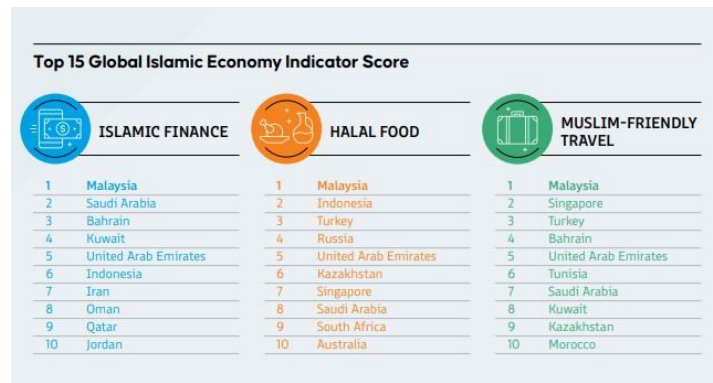 Top 15 Global Islamic Economy Indicator Score
ISLAMIC FINANCE
1 Malaysia
2 Saudi Arabia
3 Bahrain
4 Kuwait
5 United Arab Emirates
6 Indonesia
7 Iran
8 Oman
9 Qatar
10 Jordan
HALAL FOOD
1 Malaysia
2 Indonesia
3 Turkey
4 Russia
5 United Arab Emirates
6 Kazakhstan
7 Singapore
8 Saudi Arabia
9 South Africa
10 Australia
MUSLIM-FRIENDLY
TRAVEL
1 Malaysia
2 Singapore
3 Turkey
4 Bahrain
5 United Arab Emirates
6 Tunisia
7 Saudi Arabia
8 Kuwait
9 Kazakhstan
10 Morocco